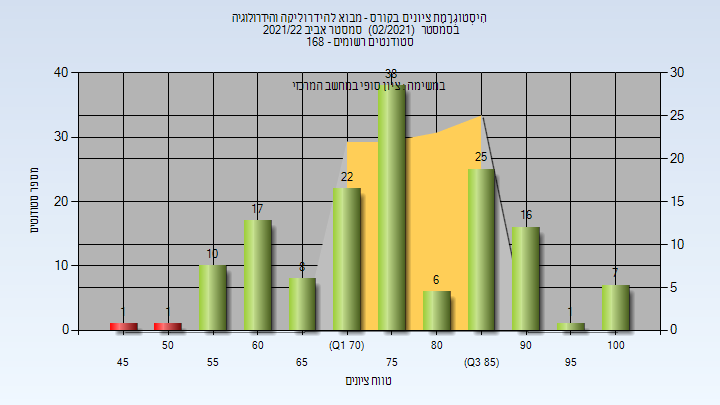 היסטוגרמת ציונים בקורס - מבוא להידרוליקה והידרולוגיה
בסמסטר (02/2021) סמסטר אביב 2021/22
סטודנטים רשומים - 168
במשימה - ציון סופי במחשב המרכזי
מספר סטודנטים
40 30 20 10 0
30 25 20 15 10 5 0
1 1 10 17 8 22 38 6 25 16 1 7
45 50 55 60 65 (Q1 70) 75 80 (Q3 85) 90 95 100
טווח ציונים